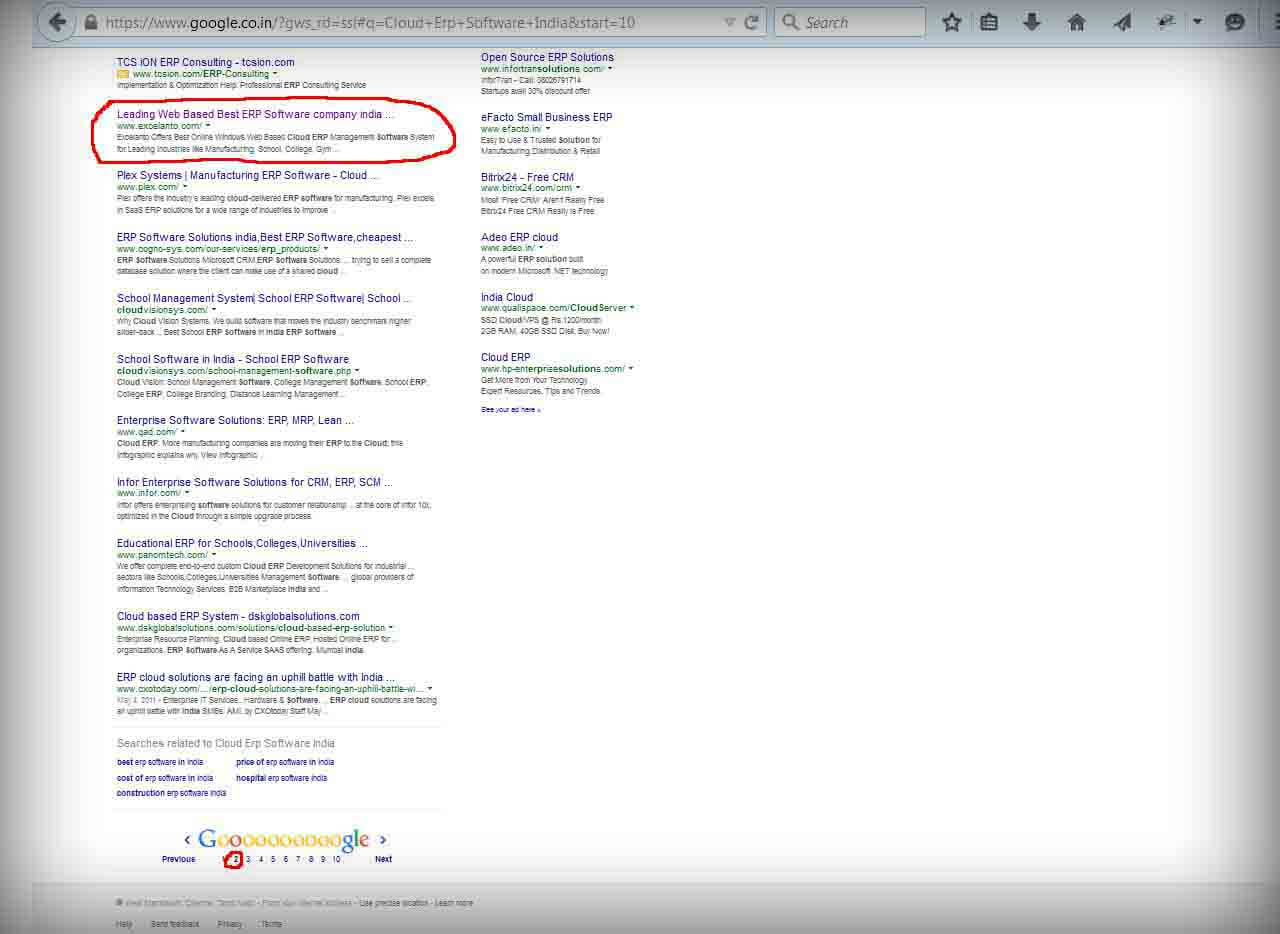 https://www.google.co.in/?gws_rd=ssl#q=Cloud+Erp+Software+India&start=10
Search
TCS iON ERP Consulting - tcsion.com
www.tcsion.com/ERP-Consulting
Implementation & Optimization Help. Professional ERP Consulting Service
Leading Web Based Best ERP Software company india ...
www.excelanto.com/
Excelanto Offers Best Online Windows Web Based Cloud ERP Management Software System
for Leading Industries like Manufacturing, School, College, Gym ...
Plex Systems | Manufacturing ERP Software - Cloud ...
www.plex.com/
Plex offers the industry's leading cloud-delivered ERP software for manufacturing. Plex excels
in SaaS ERP solutions for a wide range of industries to improve ...
ERP Software Solutions india,Best ERP Software,cheapest ...
www.cogno-sys.com/our-services/erp_products/
ERP Software Solutions Microsoft CRM,ERP Software Solutions ... trying to sell a complete
database solution where the client can make use of a shared cloud ...
School Management System| School ERP Software| School ...
cloudvisionsys.com/
Why Cloud Vision Systems. We build software that moves the industry benchmark higher
slider-back ... Best School ERP Software in India ERP Software ...
School Software in India - School ERP Software
cloudvisionsys.com/school-management-software.php
Cloud Vision: School Management Software, College Management Software, School ERP,
College ERP, College Branding, Distance Learning Management ...
Enterprise Software Solutions: ERP, MRP, Lean ...
www.qad.com/
Cloud ERP. More manufacturing companies are moving their ERP to the Cloud; this
infographic explains why. View Infographic ...
Infor Enterprise Software Solutions for CRM, ERP, SCM ...
www.infor.com/
Infor offers enterprising software solutions for customer relationship ... at the core of Infor 10x,
optimized in the Cloud through a simple upgrade process.
Educational ERP for Schools,Colleges,Universities ...
www.panomtech.com/
We offer complete end-to-end custom Cloud ERP Development Solutions for industrial ...
sectors like Schools,Colleges,Universities Management Software. ... global providers of
Information Technology Services, B2B Marketplace India and ...
Cloud based ERP System - dskglobalsolutions.com
www.dskglobalsolutions.com/solutions/cloud-based-erp-solution
Enterprise Resource Planning, Cloud based Online ERP, Hosted Online ERP for ...
organizations, ERP Software As A Service SAAS offering, Mumbai India.
ERP cloud solutions are facing an uphill battle with India ...
www.cxotoday.com/.../erp-cloud-solutions-are-facing-an-uphill-battle-wi...
May 4, 2011 - Enterprise IT Services, Hardware & Software. ... ERP cloud solutions are facing
an uphill battle with India SMBs: AMI. by CXOtoday Staff May ...
Searches related to Cloud Erp Software India
best erp software in india price of erp software in india
cost of erp software in india hospital erp software india
construction erp software india
Goooooooooogle
Previous 1 2 3 4 5 6 7 8 9 10 Next
Use precise location - Learn more
Help Send feedback Privacy Terms
Open Source ERP Solutions
www.infortransolutions.com/
InforTran - Call: 08026791714
Startups avail 30% discount offer
eFacto Small Business ERP
www.efacto.in/
Easy to Use & Trusted Solution for
Manufacturing,Distribution & Retail
Bitrix24 - Free CRM
www.bitrix24.com/crm
Most 'Free CRM' Aren't Really Free
Bitrix24 Free CRM Really is Free
Adeo ERP cloud
www.adeo.in/
A powerful ERP solution built
on modern Microsoft .NET technology
India Cloud
www.qualispace.com/CloudServer
SSD Cloud/VPS @ Rs.1200/month
2GB RAM, 40GB SSD Disk, Buy Now!
Cloud ERP
www.hp-enterprisesolutions.com/
Get More from Your Technology
Expert Resources, Tips and Trends.
See your ad here »